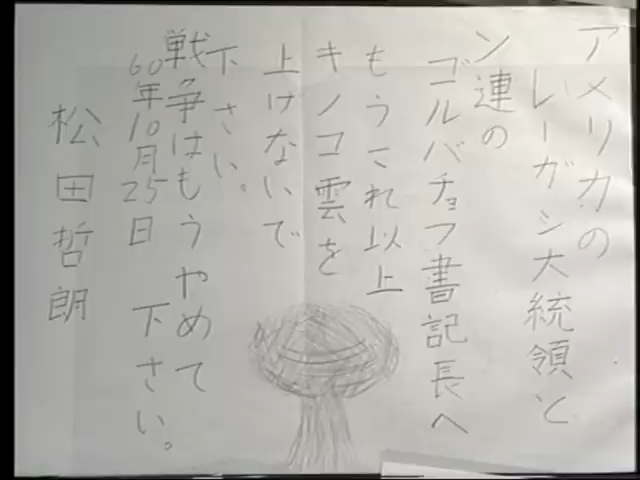 アメリカの
レーガン大統領と
ソ連の
ゴルバチョフ書記長へ
もうこれ以上
キノコ雲を
上けないで
下さい。
戦争はもうやめて
下さい。
60年10月25日
松田哲朗